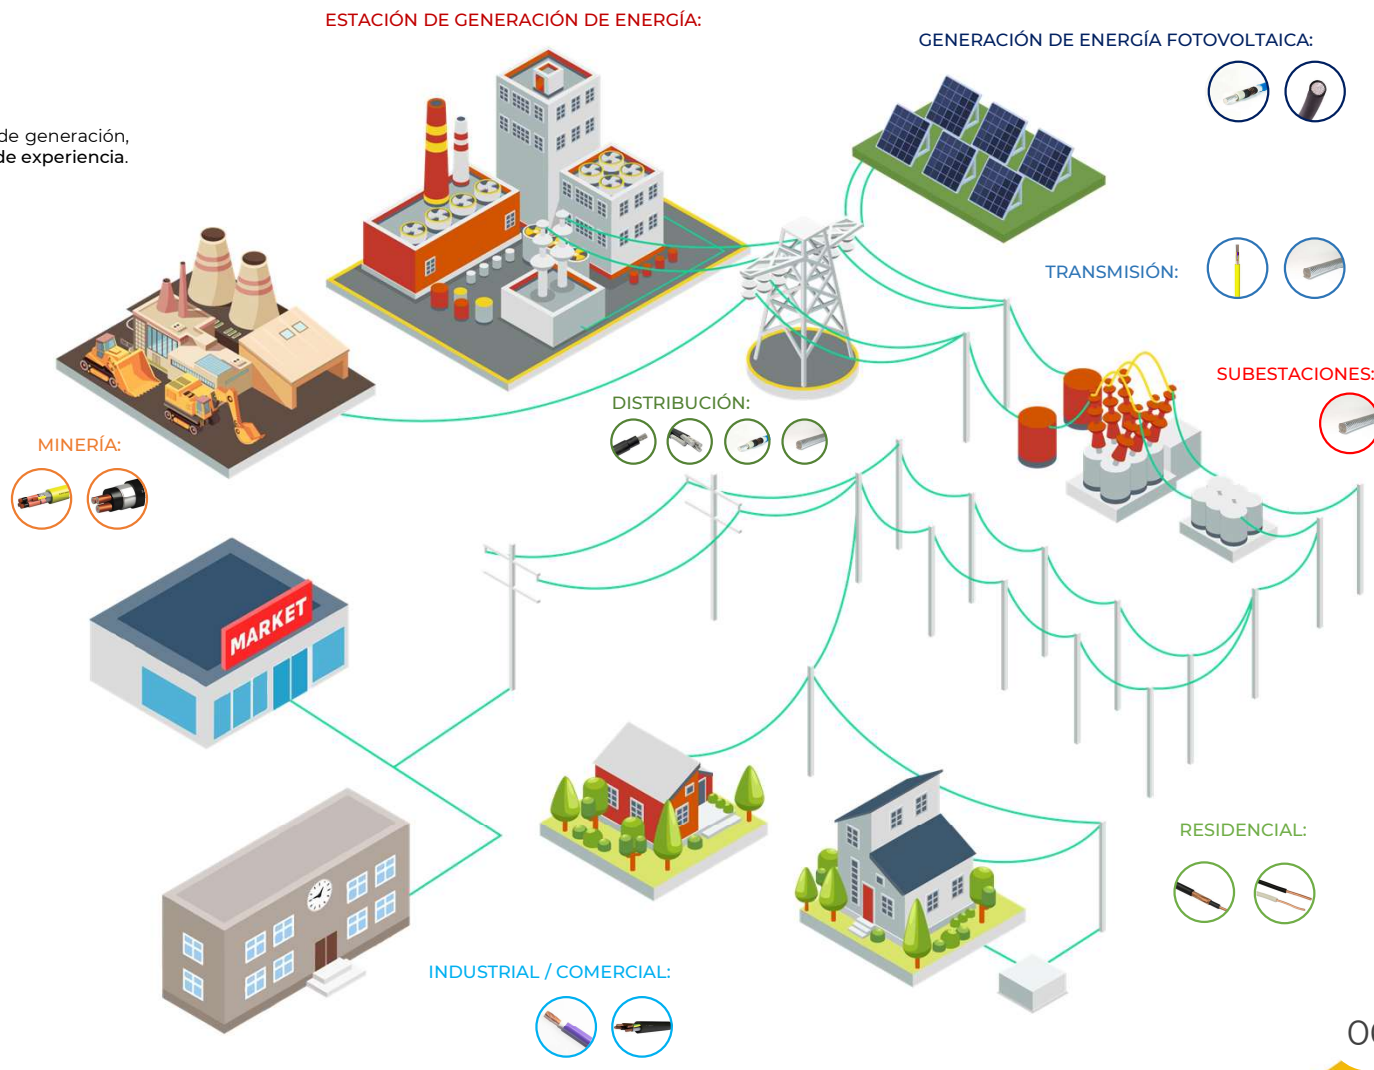 ESTACIÓN DE GENERACIÓN DE ENERGÍA:
GENERACIÓN DE ENERGÍA FOTOVOLTAICA:
de generación,
de experiencia.
TRANSMISIÓN:
SUBESTACIONES:
DISTRIBUCIÓN:
MINERÍA:
MARKET
RESIDENCIAL:
INDUSTRIAL / COMERCIAL: